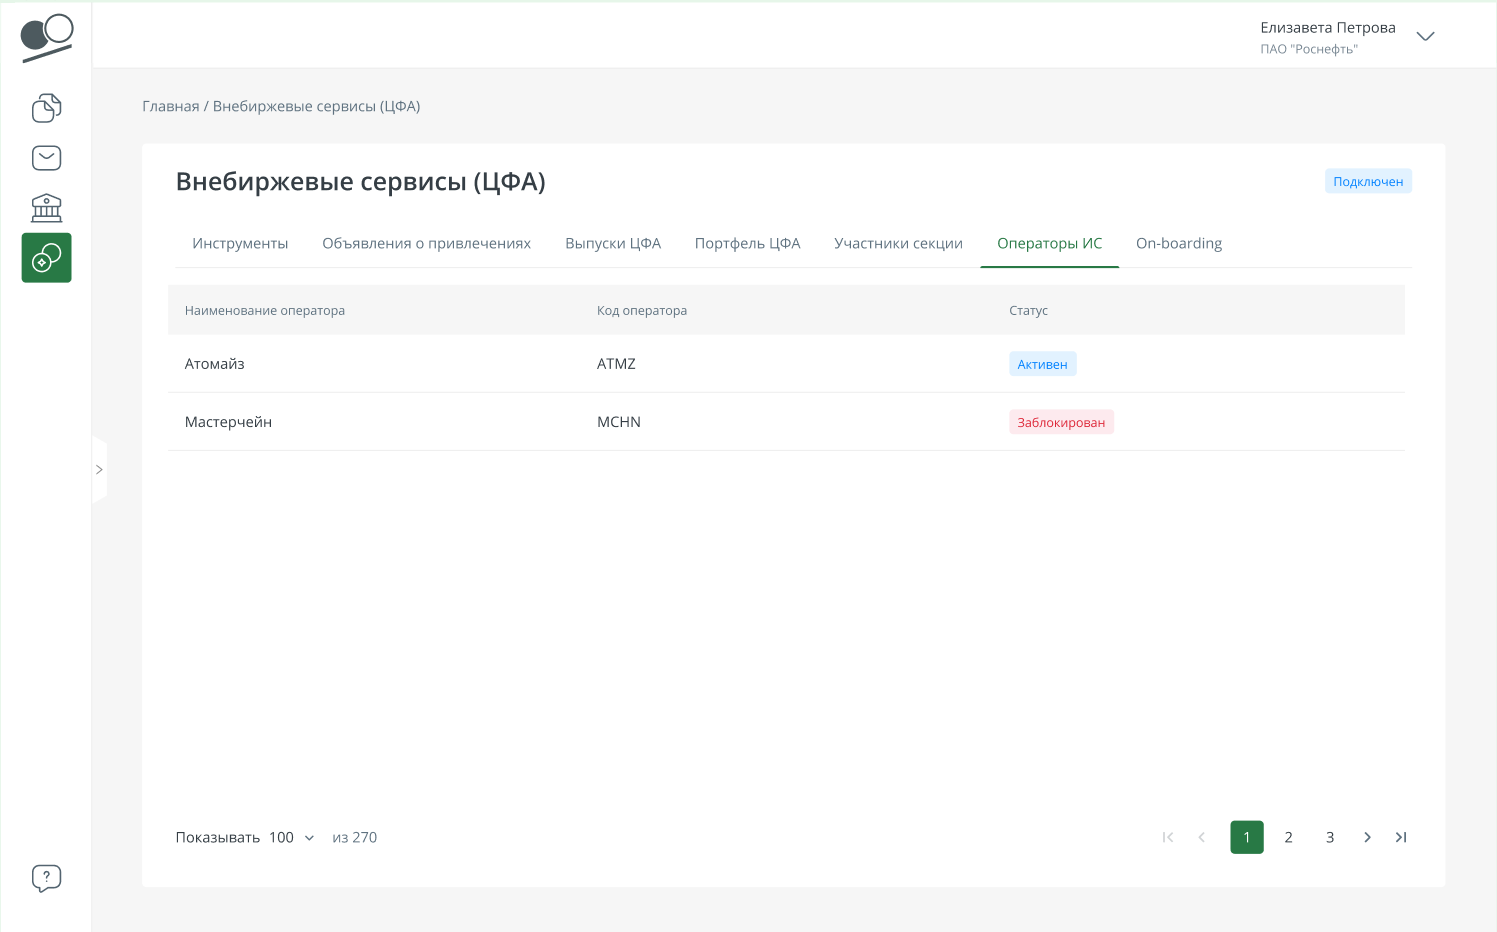 Елизавета Петрова
ПАО "Роснефть"
Главная / Внебиржевые сервисы (ЦФА)
Внебиржевые сервисы (ЦФА)
Подключен
Инструменты Объявления о привлечениях Выпуски ЦФА Портфель ЦФА Участники секции Операторы ИС On-boarding
Наименование оператора Код оператора Статус
Атомайз ATMZ Активен
Мастерчейн MCHN Заблокирован
Показывать 100 из 270 1 2 3